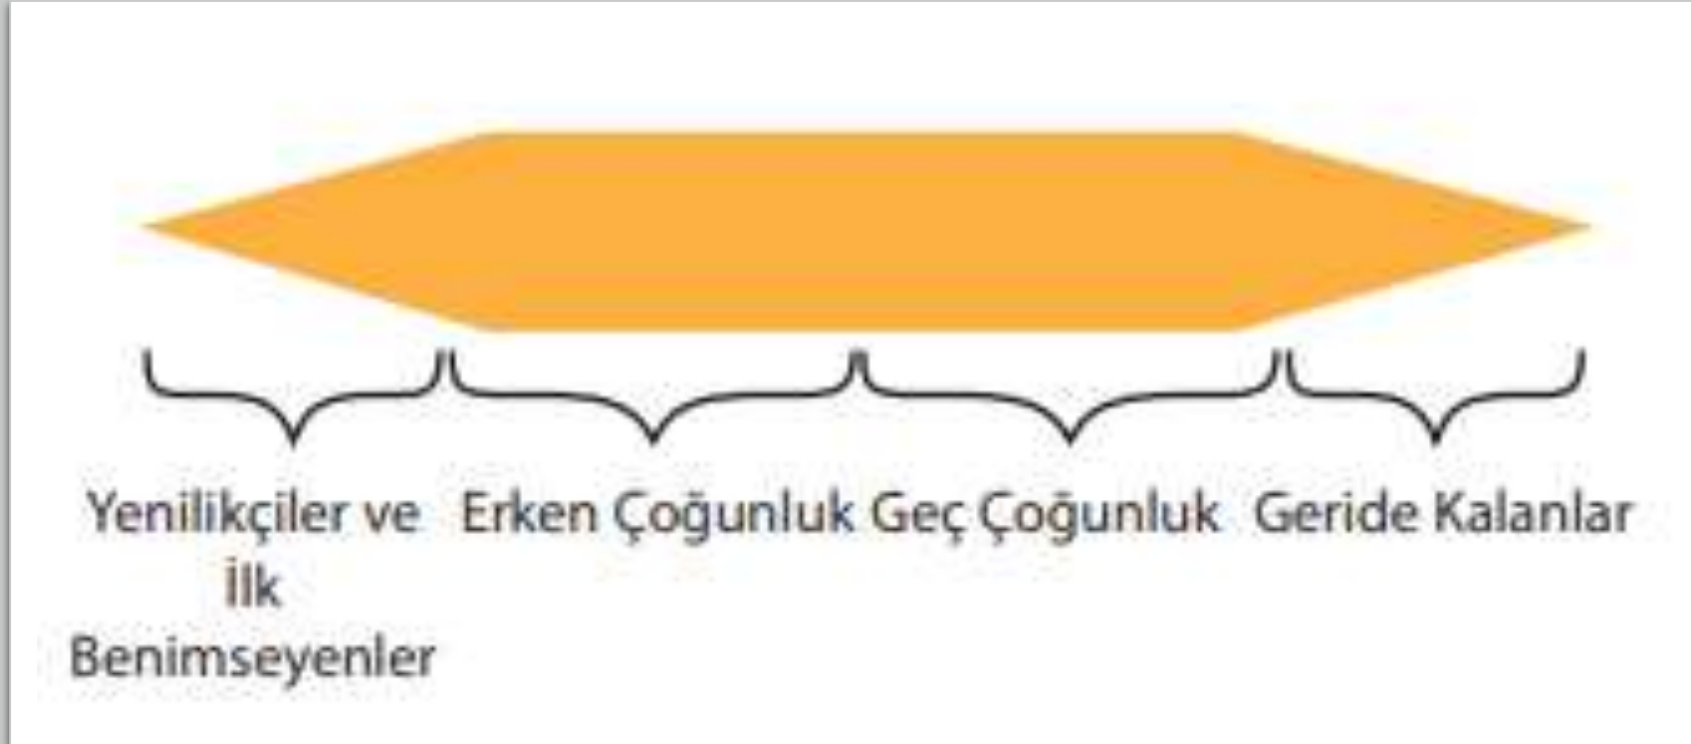 Yenilikçiler ve
İlk
Benimseyenler
Erken Çoğunluk
Geç Çoğunluk
Geride Kalanlar